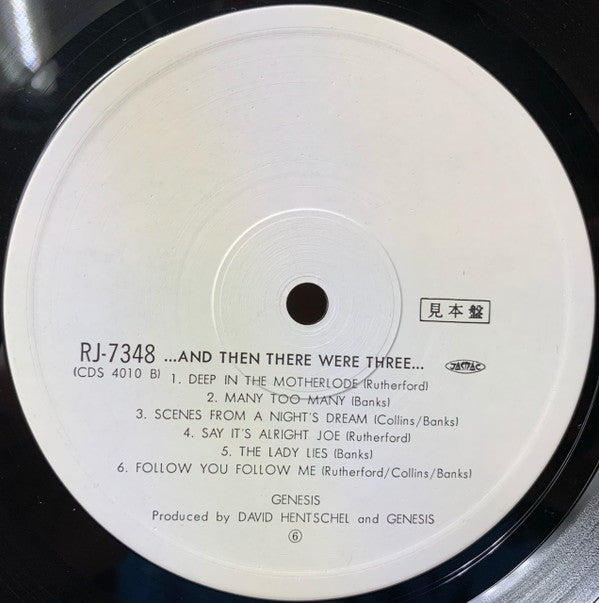 見本盤
RJ-7348 ...AND THEN THERE WERE THREE... JASRAC
(CDS 4010 B) 1. DEEP IN THE MOTHERLODE (Rutherford)
2. MANY TOO MANY (Banks)
3. SCENES FROM A NIGHT'S DREAM (Collins/Banks)
4. SAY IT'S ALRIGHT JOE (Rutherford)
5. THE LADY LIES (Banks)
6. FOLLOW YOU FOLLOW ME (Rutherford/Collins/Banks)
GENESIS
Produced by DAVID HENTSCHEL and GENESIS
⑥